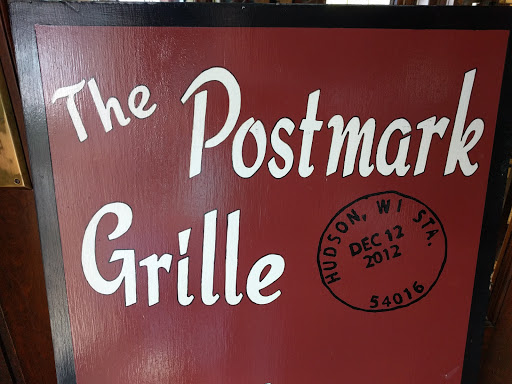 The
Postmark
Grille
HUDSON, WI STA.
DEC 12
2012
54016